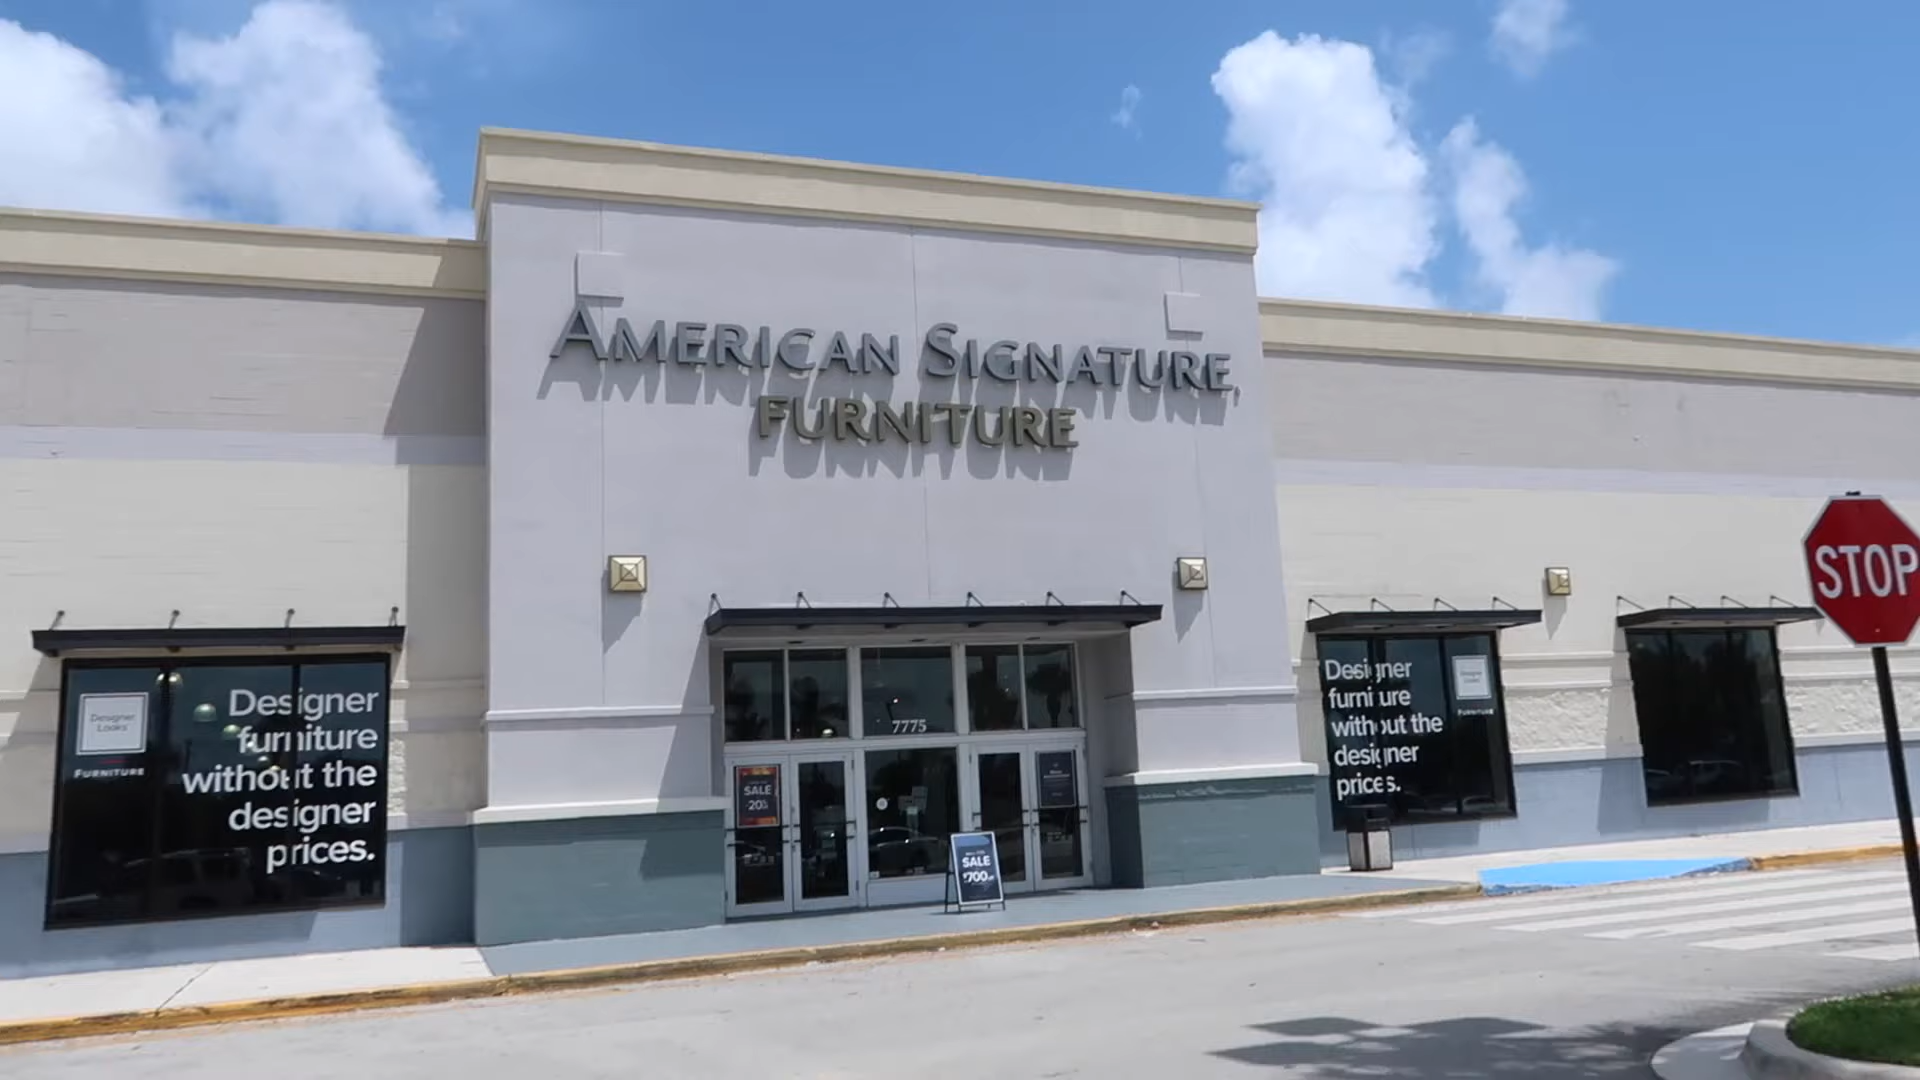 AMERICAN SIGNATURE
FURNITURE
Designer
Looks
FURNITURE
Designer
furniture
without the
designer
prices.
7775
SALE
20%
SALE
$700
Designer
furniture
without the
designer
prices.
Designer
Looks
FURNITURE
STOP